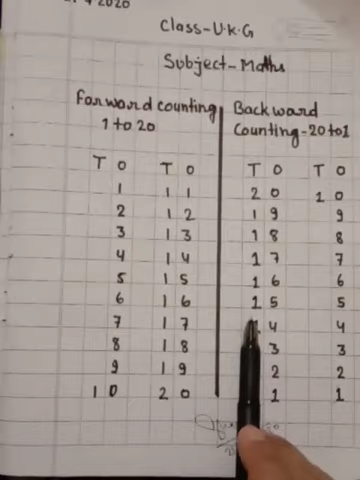 2020
Class-U.K.G
Subject-Maths
Forward counting
1 to 20
T O T O
1 1 1
2 1 2
3 1 3
4 1 4
5 1 5
6 1 6
7 1 7
8 1 8
9 1 9
1 0 2 0
Backward
Counting-20 to 1
T O T O
2 0 1 0
1 9 9
1 8 8
1 7 7
1 6 6
1 5 5
4 4
3 3
2 2
1 1